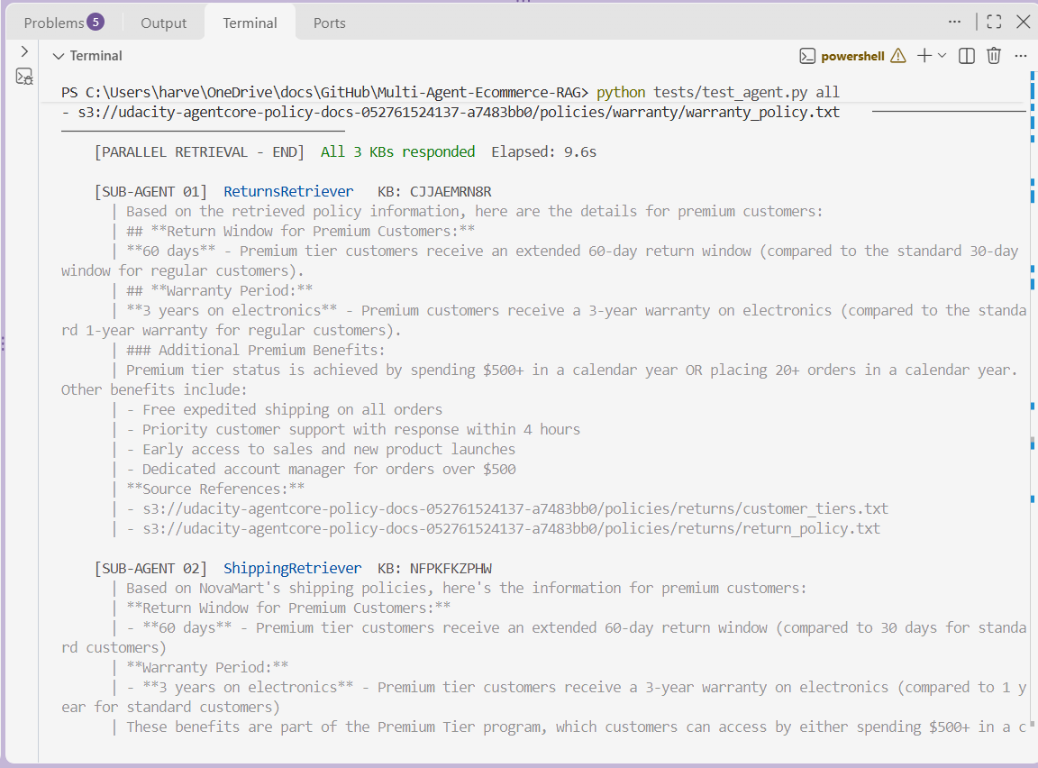 Problems 5 Output Terminal Ports
Terminal powershell
PS C:\Users\harve\OneDrive\docs\GitHub\Multi-Agent-Ecommerce-RAG> python tests/test_agent.py all
- s3://udacity-agentcore-policy-docs-052761524137-a7483bb0/policies/warranty/warranty_policy.txt
[PARALLEL RETRIEVAL - END] All 3 KBs responded Elapsed: 9.6s
[SUB-AGENT 01] ReturnsRetriever KB: CJJAEMRN8R
| Based on the retrieved policy information, here are the details for premium customers:
| ## **Return Window for Premium Customers:**
| **60 days** - Premium tier customers receive an extended 60-day return window (compared to the standard 30-day
window for regular customers).
| ## **Warranty Period:**
| **3 years on electronics** - Premium customers receive a 3-year warranty on electronics (compared to the standa
rd 1-year warranty for regular customers).
| ### Additional Premium Benefits:
| Premium tier status is achieved by spending $500+ in a calendar year OR placing 20+ orders in a calendar year.
Other benefits include:
| - Free expedited shipping on all orders
| - Priority customer support with response within 4 hours
| - Early access to sales and new product launches
| - Dedicated account manager for orders over $500
| **Source References:**
| - s3://udacity-agentcore-policy-docs-052761524137-a7483bb0/policies/returns/customer_tiers.txt
| - s3://udacity-agentcore-policy-docs-052761524137-a7483bb0/policies/returns/return_policy.txt
[SUB-AGENT 02] ShippingRetriever KB: NFPKFKZPHW
| Based on NovaMart's shipping policies, here's the information for premium customers:
| **Return Window for Premium Customers:**
| - **60 days** - Premium tier customers receive an extended 60-day return window (compared to 30 days for standa
rd customers)
| **Warranty Period:**
| - **3 years on electronics** - Premium tier customers receive a 3-year warranty on electronics (compared to 1 y
ear for standard customers)
| These benefits are part of the Premium Tier program, which customers can access by either spending $500+ in a c